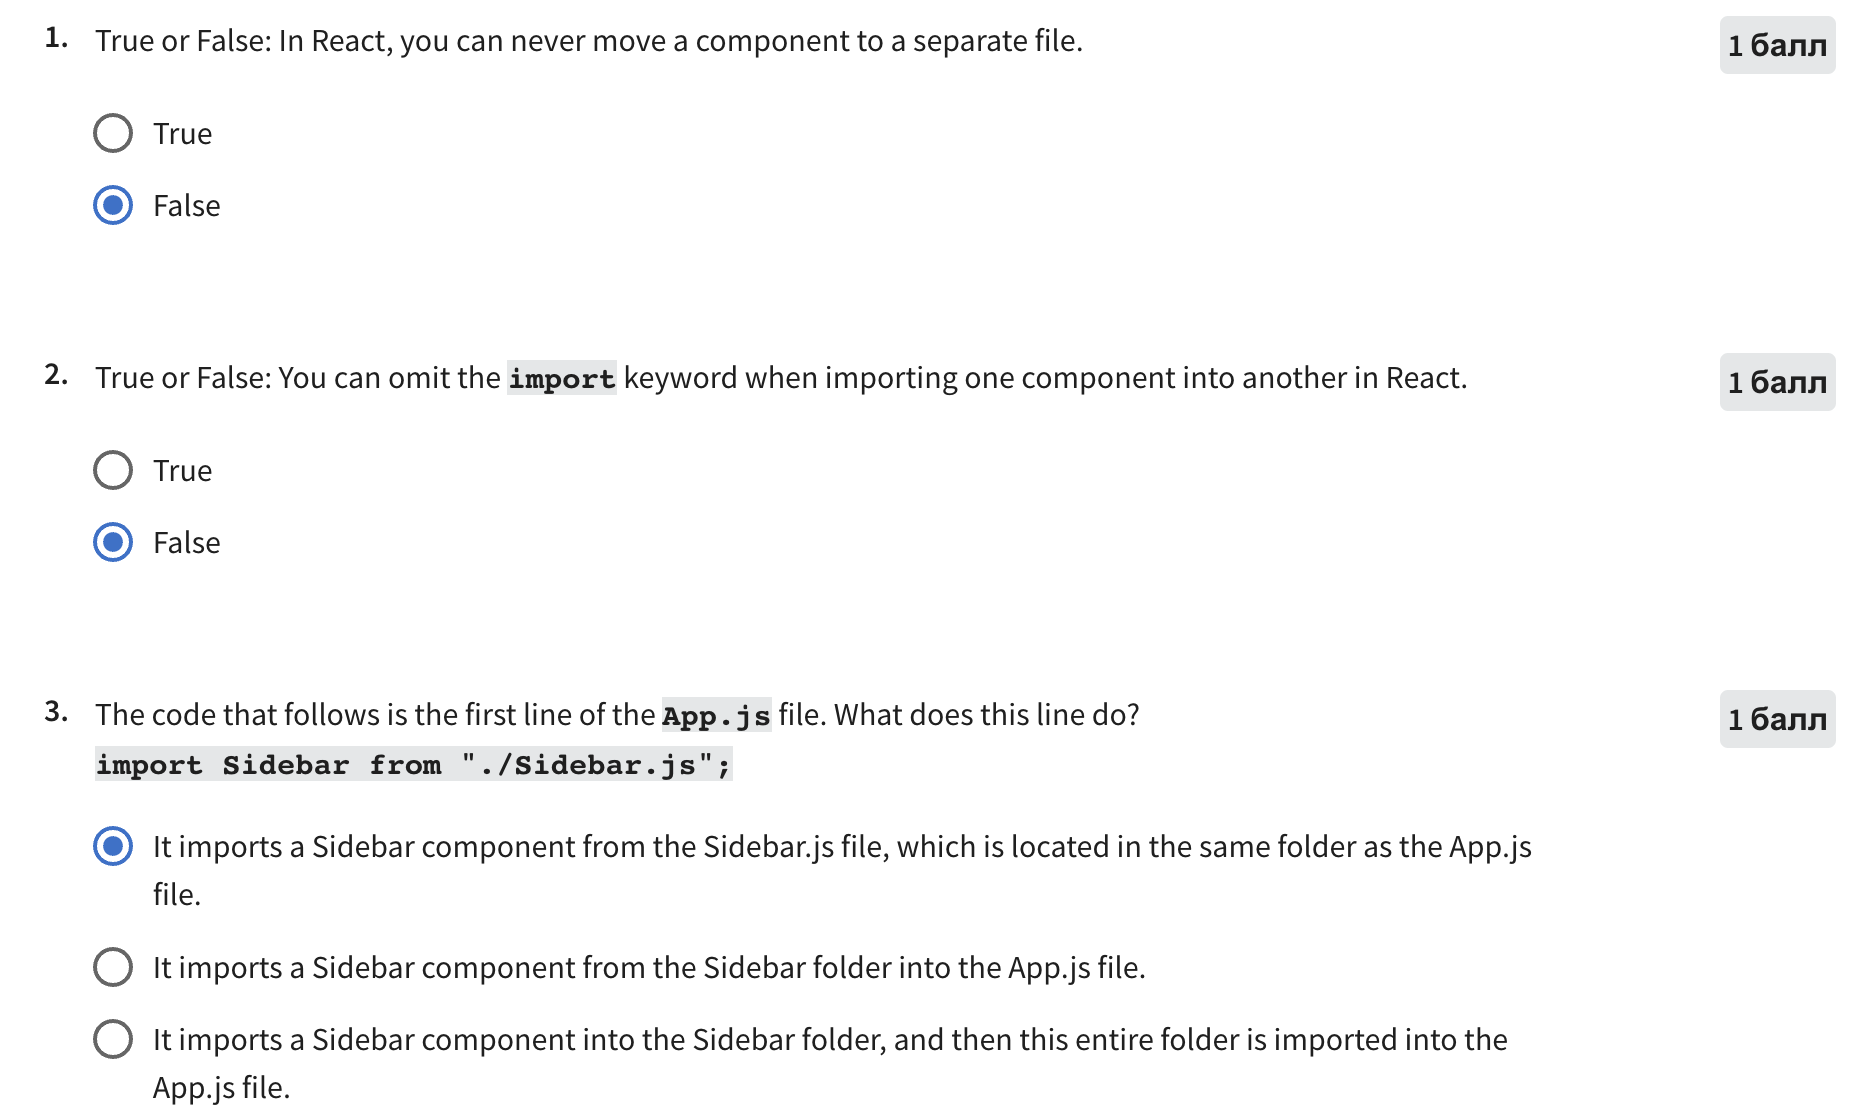 1. True or False: In React, you can never move a component to a separate file. 1 балл
True
False
2. True or False: You can omit the import keyword when importing one component into another in React. 1 балл
True
False
3. The code that follows is the first line of the App.js file. What does this line do? 1 балл
import Sidebar from "./Sidebar.js";
It imports a Sidebar component from the Sidebar.js file, which is located in the same folder as the App.js
file.
It imports a Sidebar component from the Sidebar folder into the App.js file.
It imports a Sidebar component into the Sidebar folder, and then this entire folder is imported into the
App.js file.